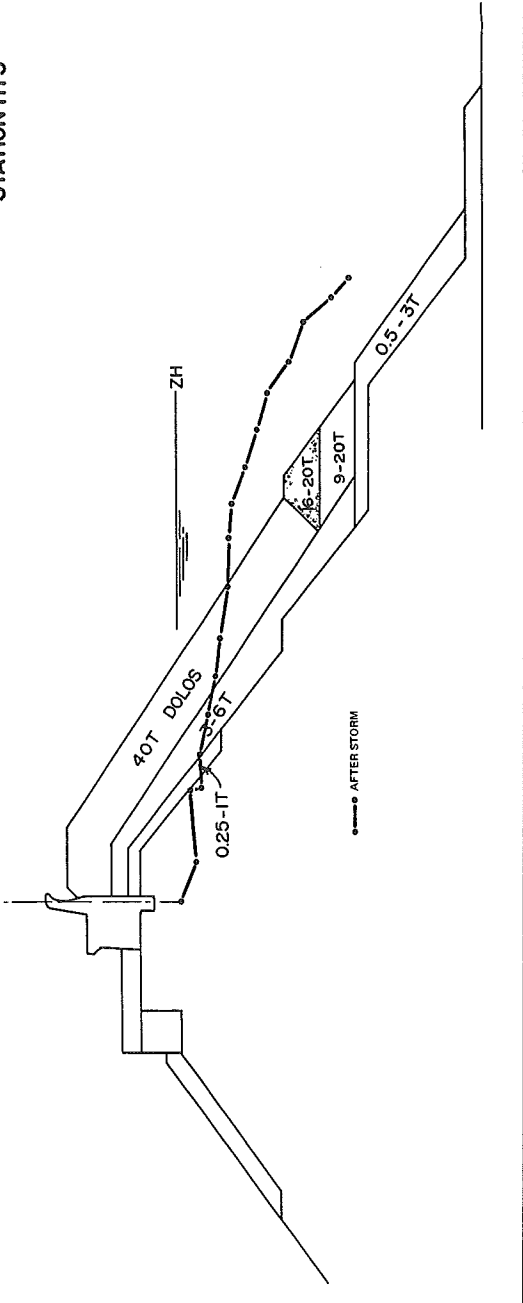 ZH
40T DOLOS
3-6T
0.25-1T
16-20T
9-20T
0.5-3T
AFTER STORM